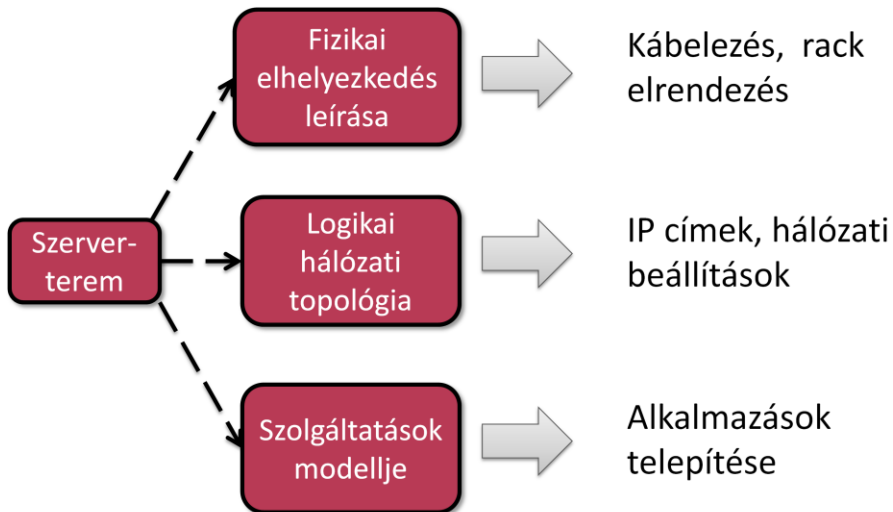 Fizikai
elhelyezkedés
leírása
Kábelezés, rack
elrendezés
Szerver-
terem
Logikai
hálózati
topológia
IP címek, hálózati
beállítások
Szolgáltatások
modellje
Alkalmazások
telepítése